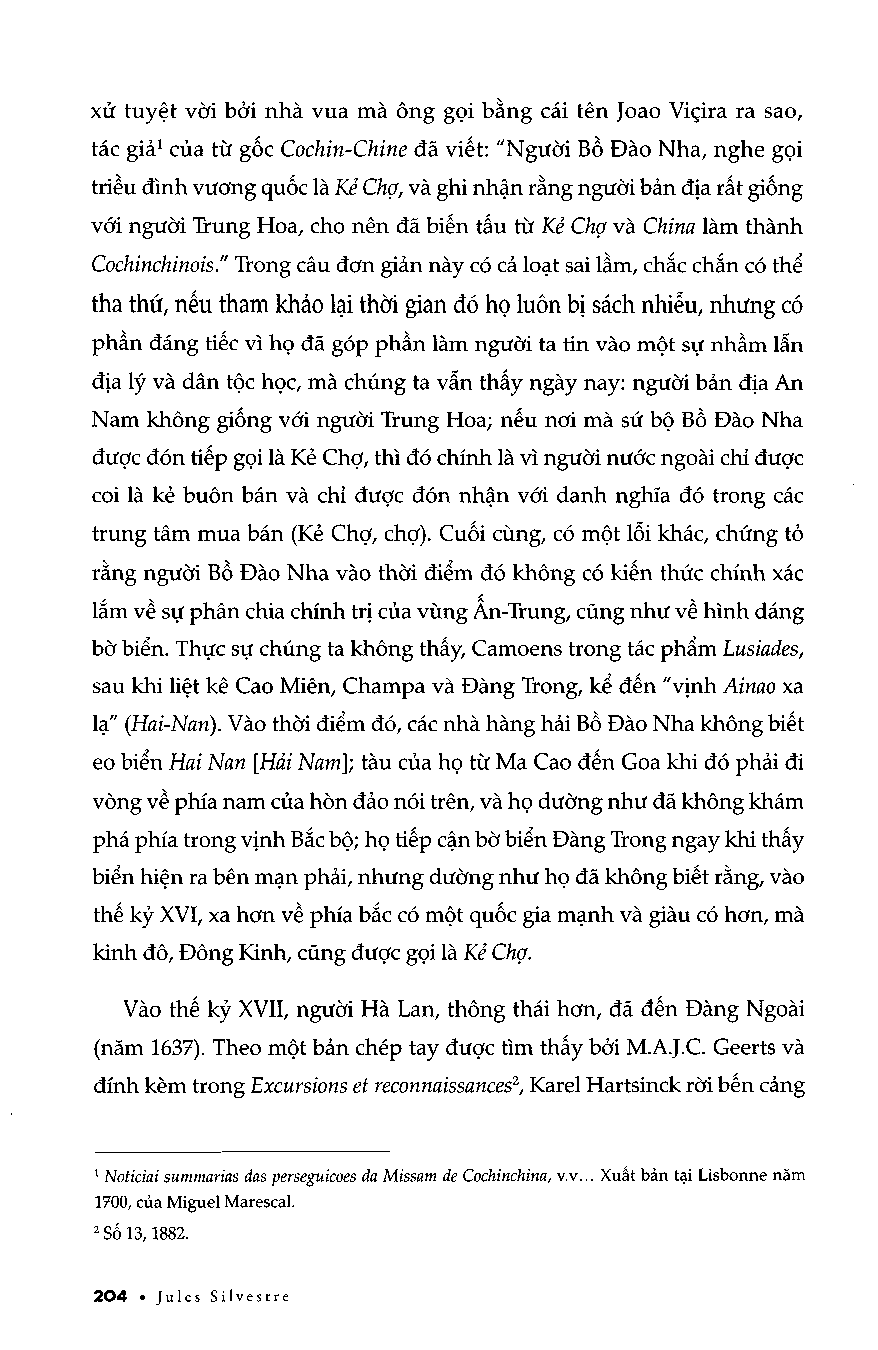 xử tuyệt vời bởi nhà vua mà ông gọi bằng cái tên Joao Viçira ra sao,
tác giả¹ của từ gốc Cochin-Chine đã viết: "Người Bồ Đào Nha, nghe gọi
triều đình vương quốc là Kẻ Chợ, và ghi nhận rằng người bản địa rất giống
với người Trung Hoa, cho nên đã biến tấu từ Kẻ Chợ và China làm thành
Cochinchinois." Trong câu đơn giản này có cả loạt sai lầm, chắc chắn có thể
tha thứ, nếu tham khảo lại thời gian đó họ luôn bị sách nhiễu, nhưng có
phần đáng tiếc vì họ đã góp phần làm người ta tin vào một sự nhầm lẫn
địa lý và dân tộc học, mà chúng ta vẫn thấy ngày nay: người bản địa An
Nam không giống với người Trung Hoa; nếu nơi mà sứ bộ Bồ Đào Nha
được đón tiếp gọi là Kẻ Chợ, thì đó chính là vì người nước ngoài chỉ được
coi là kẻ buôn bán và chỉ được đón nhận với danh nghĩa đó trong các
trung tâm mua bán (Kẻ Chợ, chợ). Cuối cùng, có một lỗi khác, chứng tỏ
rằng người Bồ Đào Nha vào thời điểm đó không có kiến thức chính xác
lắm về sự phân chia chính trị của vùng Ấn-Trung, cũng như về hình dáng
bờ biển. Thực sự chúng ta không thấy, Camoens trong tác phẩm Lusiades,
sau khi liệt kê Cao Miên, Champa và Đàng Trong, kể đến "vịnh Ainao xa
lạ" (Hai-Nan). Vào thời điểm đó, các nhà hàng hải Bồ Đào Nha không biết
eo biển Hai Nan [Hải Nam]; tàu của họ từ Ma Cao đến Goa khi đó phải đi
vòng về phía nam của hòn đảo nói trên, và họ dường như đã không khám
phá phía trong vịnh Bắc bộ; họ tiếp cận bờ biển Đàng Trong ngay khi thấy
biển hiện ra bên mạn phải, nhưng dường như họ đã không biết rằng, vào
thế kỷ XVI, xa hơn về phía bắc có một quốc gia mạnh và giàu có hơn, mà
kinh đô, Đông Kinh, cũng được gọi là Kẻ Chợ.
Vào thế kỷ XVII, người Hà Lan, thông thái hơn, đã đến Đàng Ngoài
(năm 1637). Theo một bản chép tay được tìm thấy bởi M.A.J.C. Geerts và
đính kèm trong Excursions et reconnaissances², Karel Hartsinck rời bến cảng
¹ Noticiai summarias das perseguicoes da Missam de Cochinchina, v.v... Xuất bản tại Lisbonne năm
1700, của Miguel Marescal.
² Số 13, 1882.
204 • Jules Silvestre